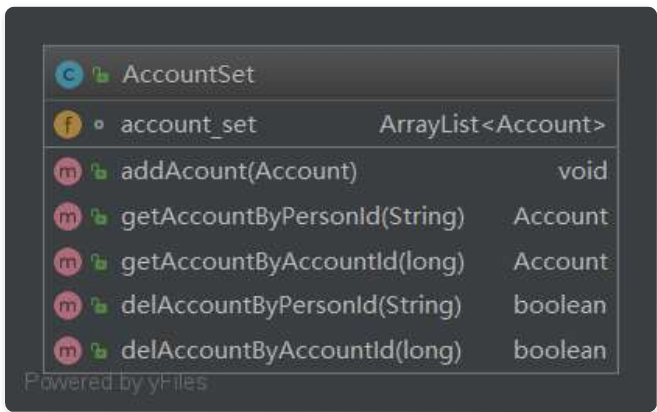 AccountSet
account_set ArrayList<Account>
addAcount(Account) void
getAccountByPersonId(String) Account
getAccountByAccountId(long) Account
delAccountByPersonId(String) boolean
delAccountByAccountId(long) boolean
Powered by yFiles